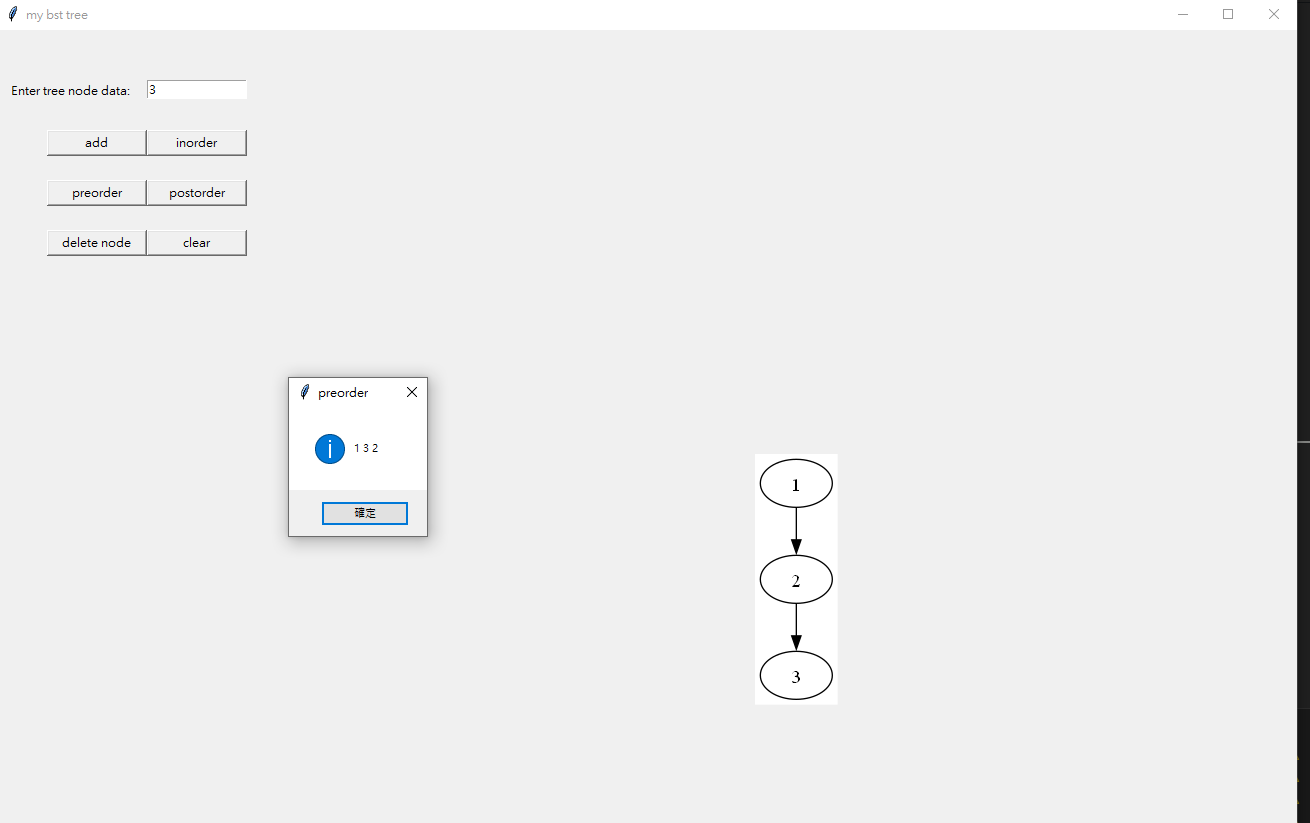 my bst tree
Enter tree node data: 3
add inorder
preorder postorder
delete node clear
preorder
1 3 2
確定
1
2
3